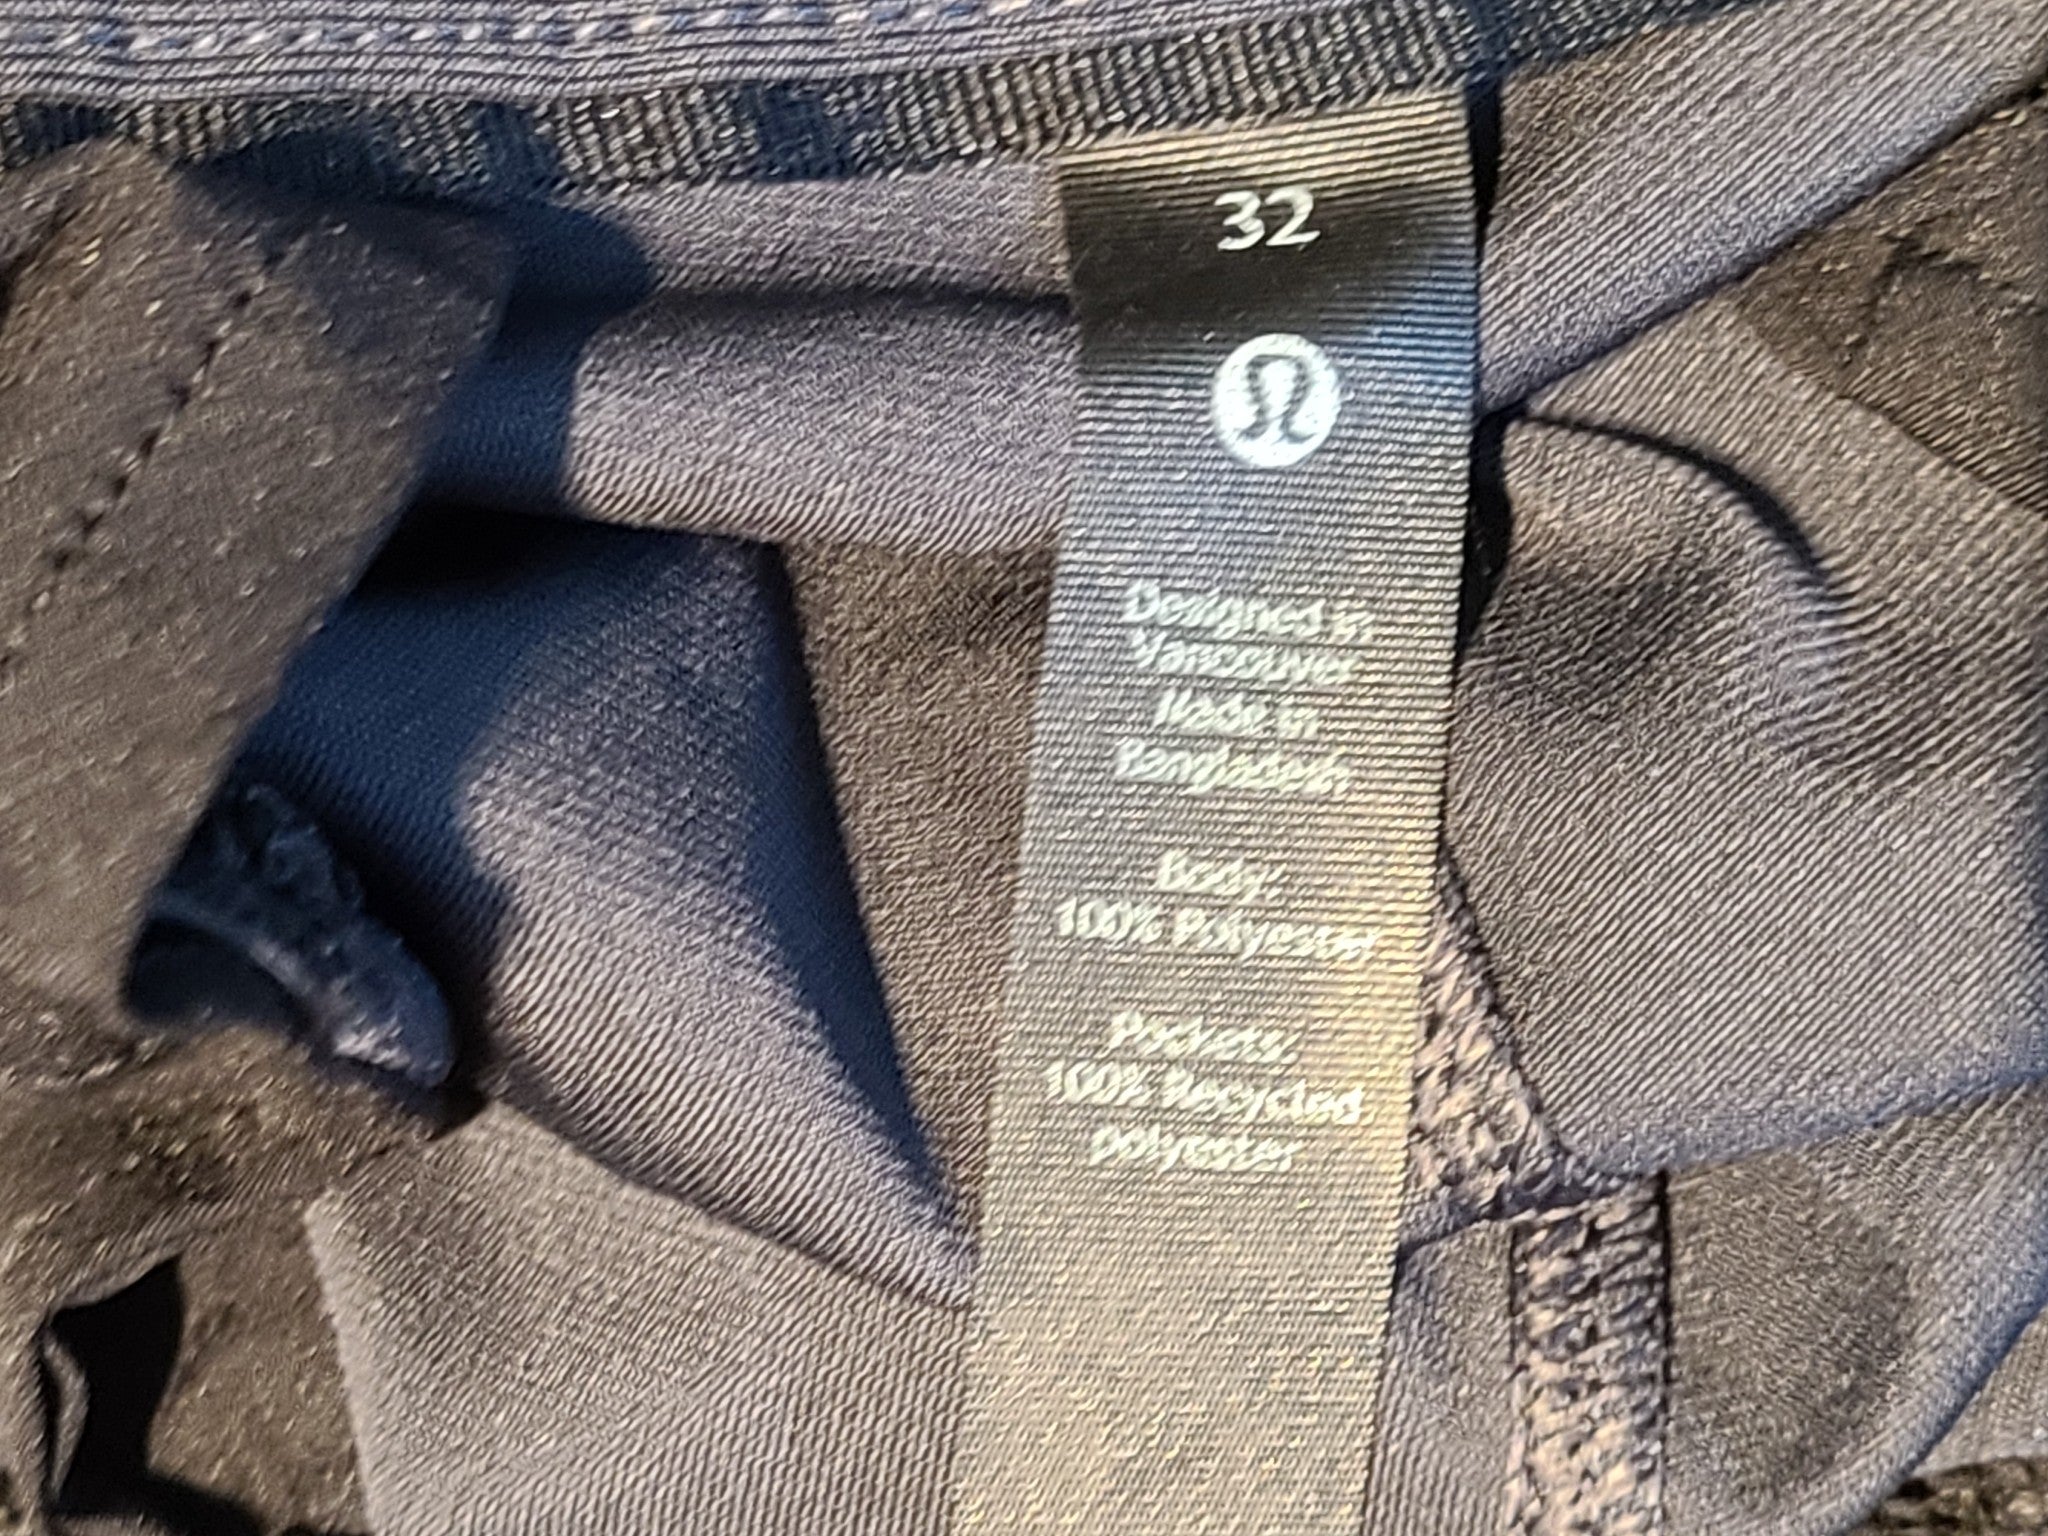 32
Designed in
Vancouver
Made in
Bangladesh
Body:
100% Polyester
Pockets:
100% Recycled
polyester